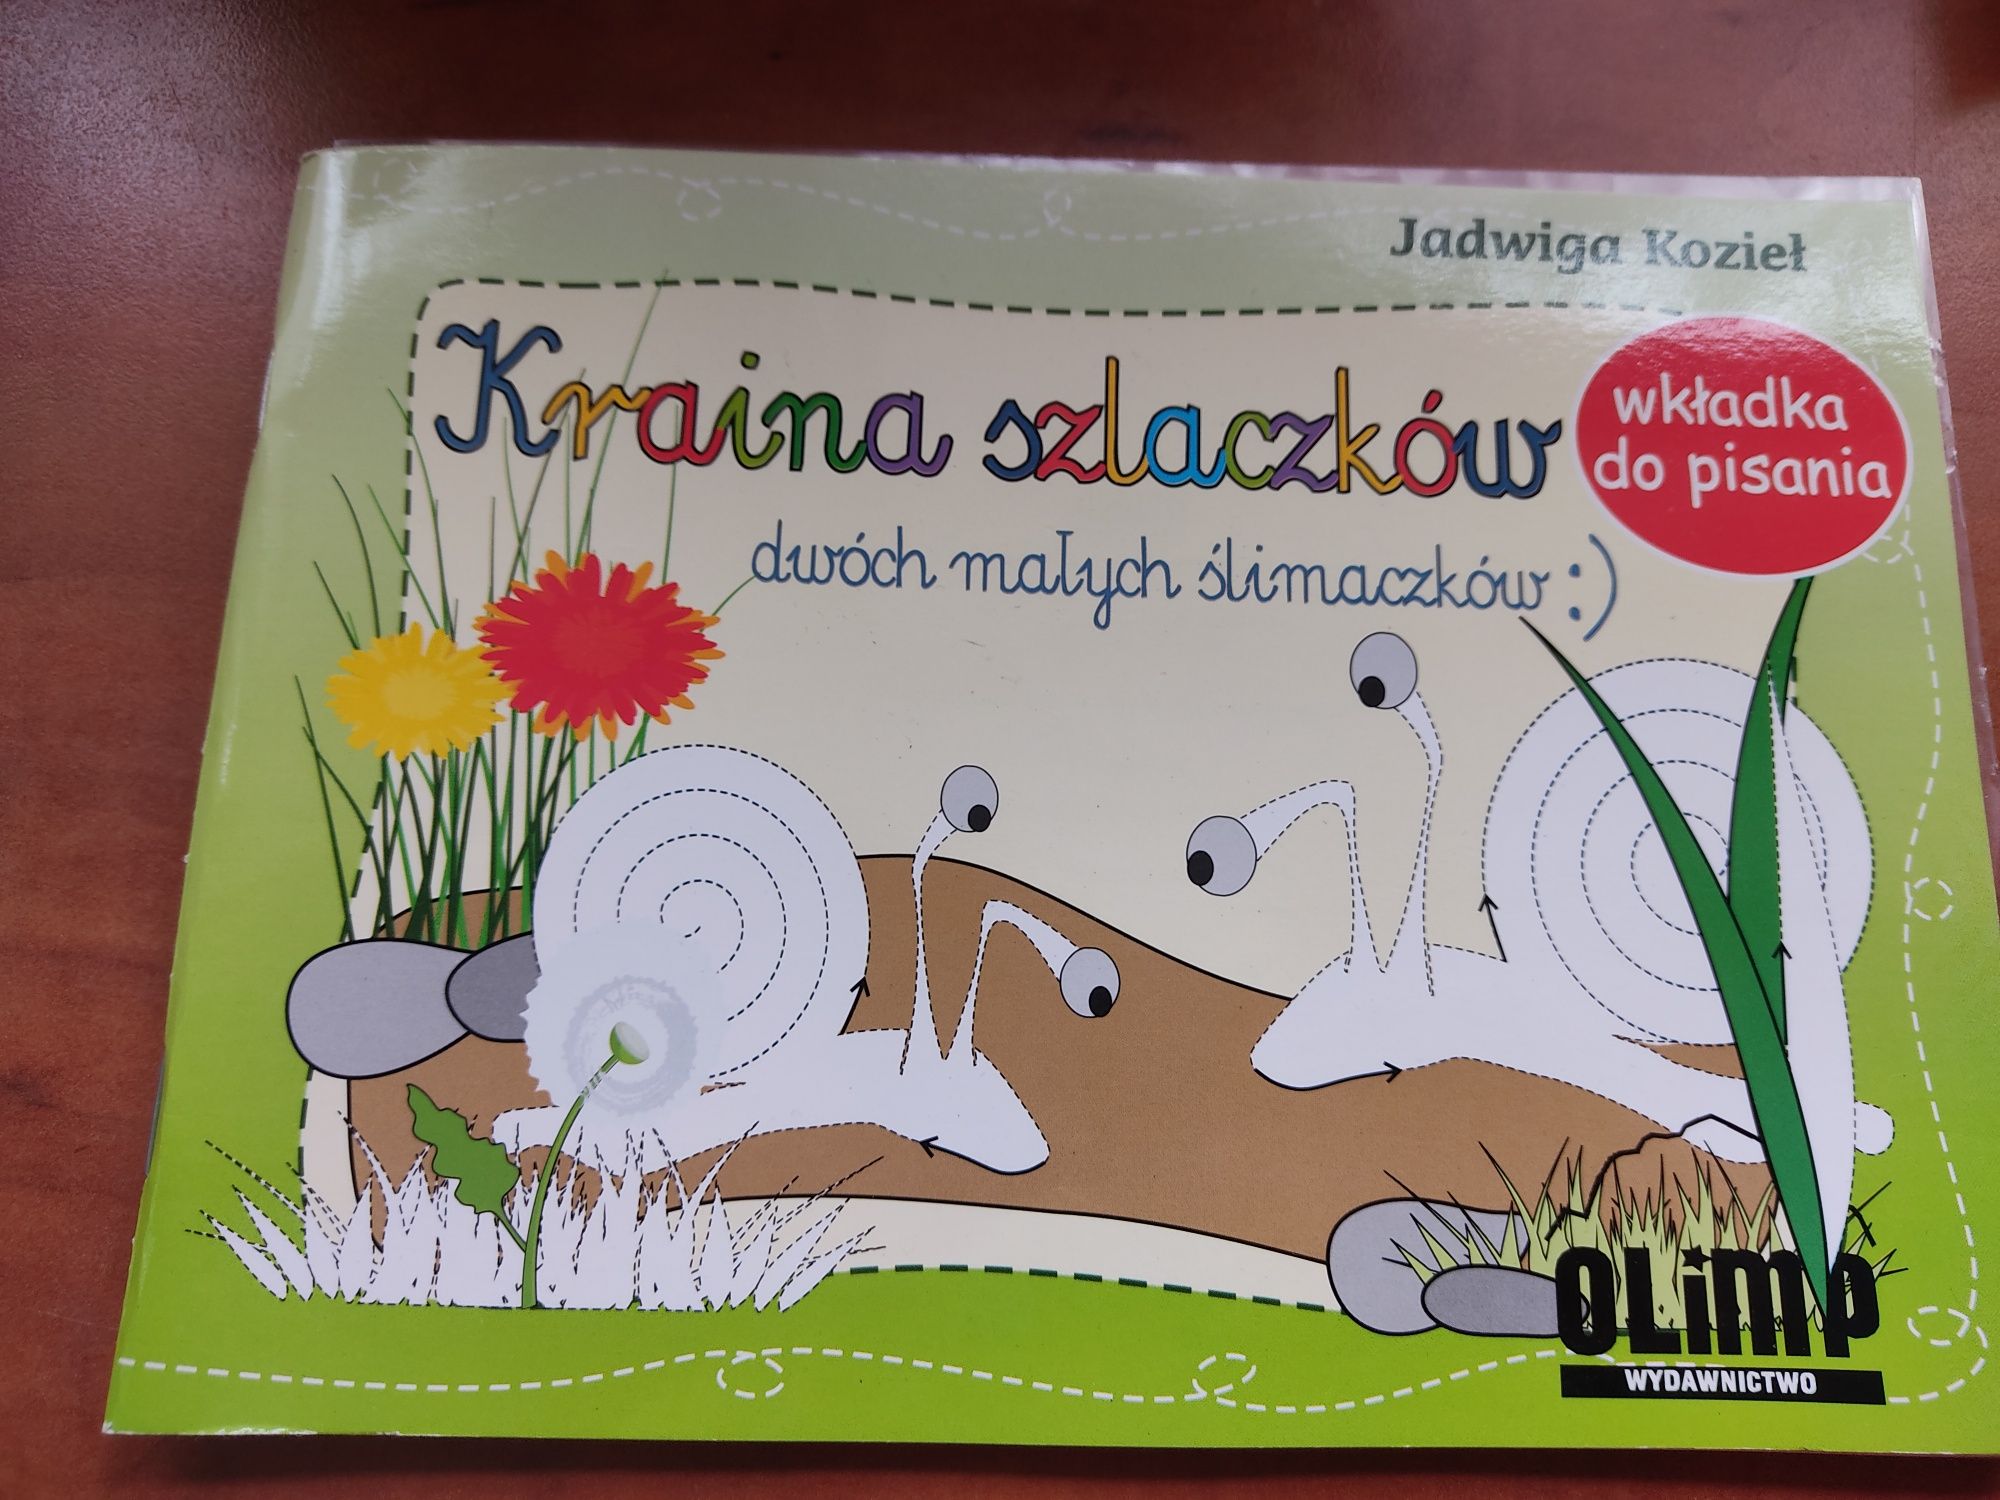 Jadwiga Kozieł
Kraina szlaczków
dwóch małych ślimaczków :)
wkładka
do pisania
OLiMP
WYDAWNICTWO